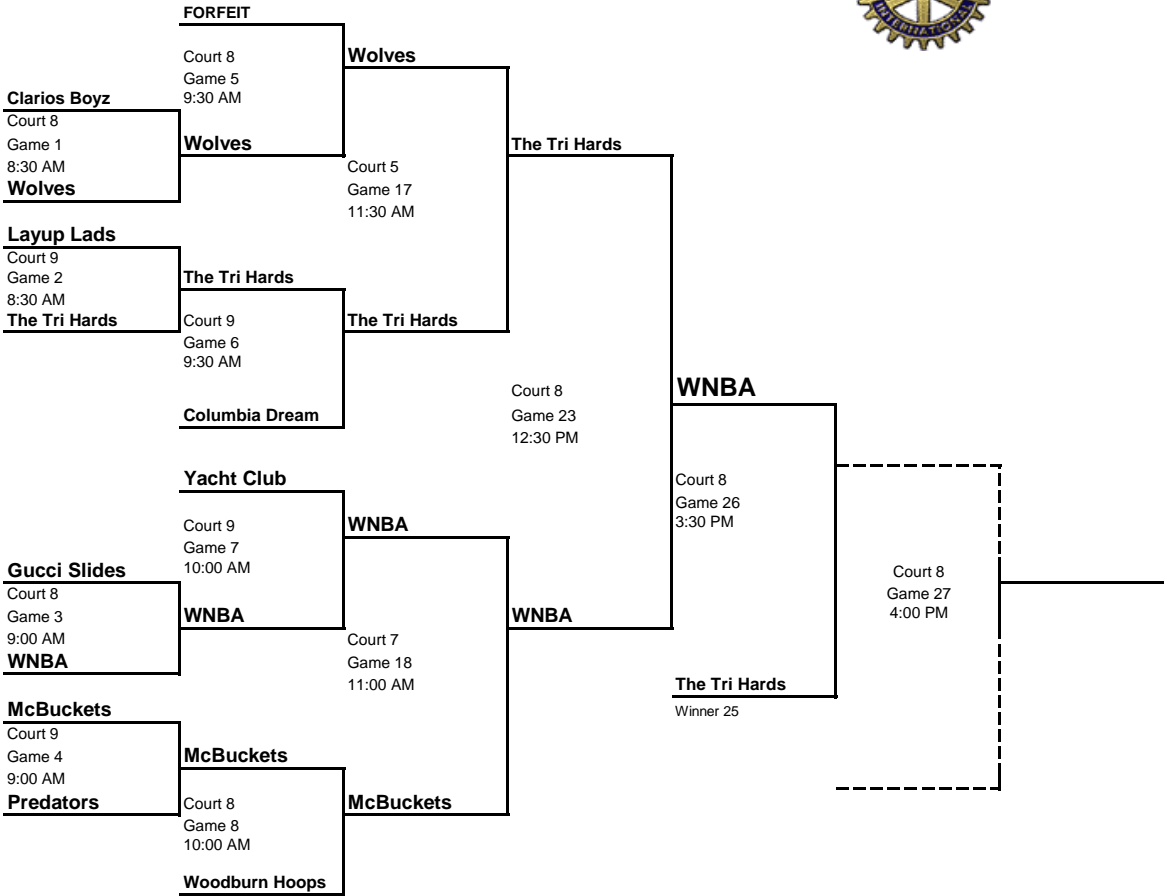 FORFEIT
INTERNATIONAL
Court 8
Game 5
9:30 AM
Wolves
Clarios Boyz
Court 8
Game 1
8:30 AM
Wolves
Wolves
Court 5
Game 17
11:30 AM
The Tri Hards
Layup Lads
Court 9
Game 2
8:30 AM
The Tri Hards
The Tri Hards
Court 9
Game 6
9:30 AM
The Tri Hards
Columbia Dream
Court 8
Game 23
12:30 PM
WNBA
Yacht Club
Court 9
Game 7
10:00 AM
WNBA
Court 8
Game 26
3:30 PM
Gucci Slides
Court 8
Game 3
9:00 AM
WNBA
WNBA
Court 7
Game 18
11:00 AM
WNBA
Court 8
Game 27
4:00 PM
The Tri Hards
Winner 25
McBuckets
Court 9
Game 4
9:00 AM
Predators
McBuckets
Court 8
Game 8
10:00 AM
McBuckets
Woodburn Hoops